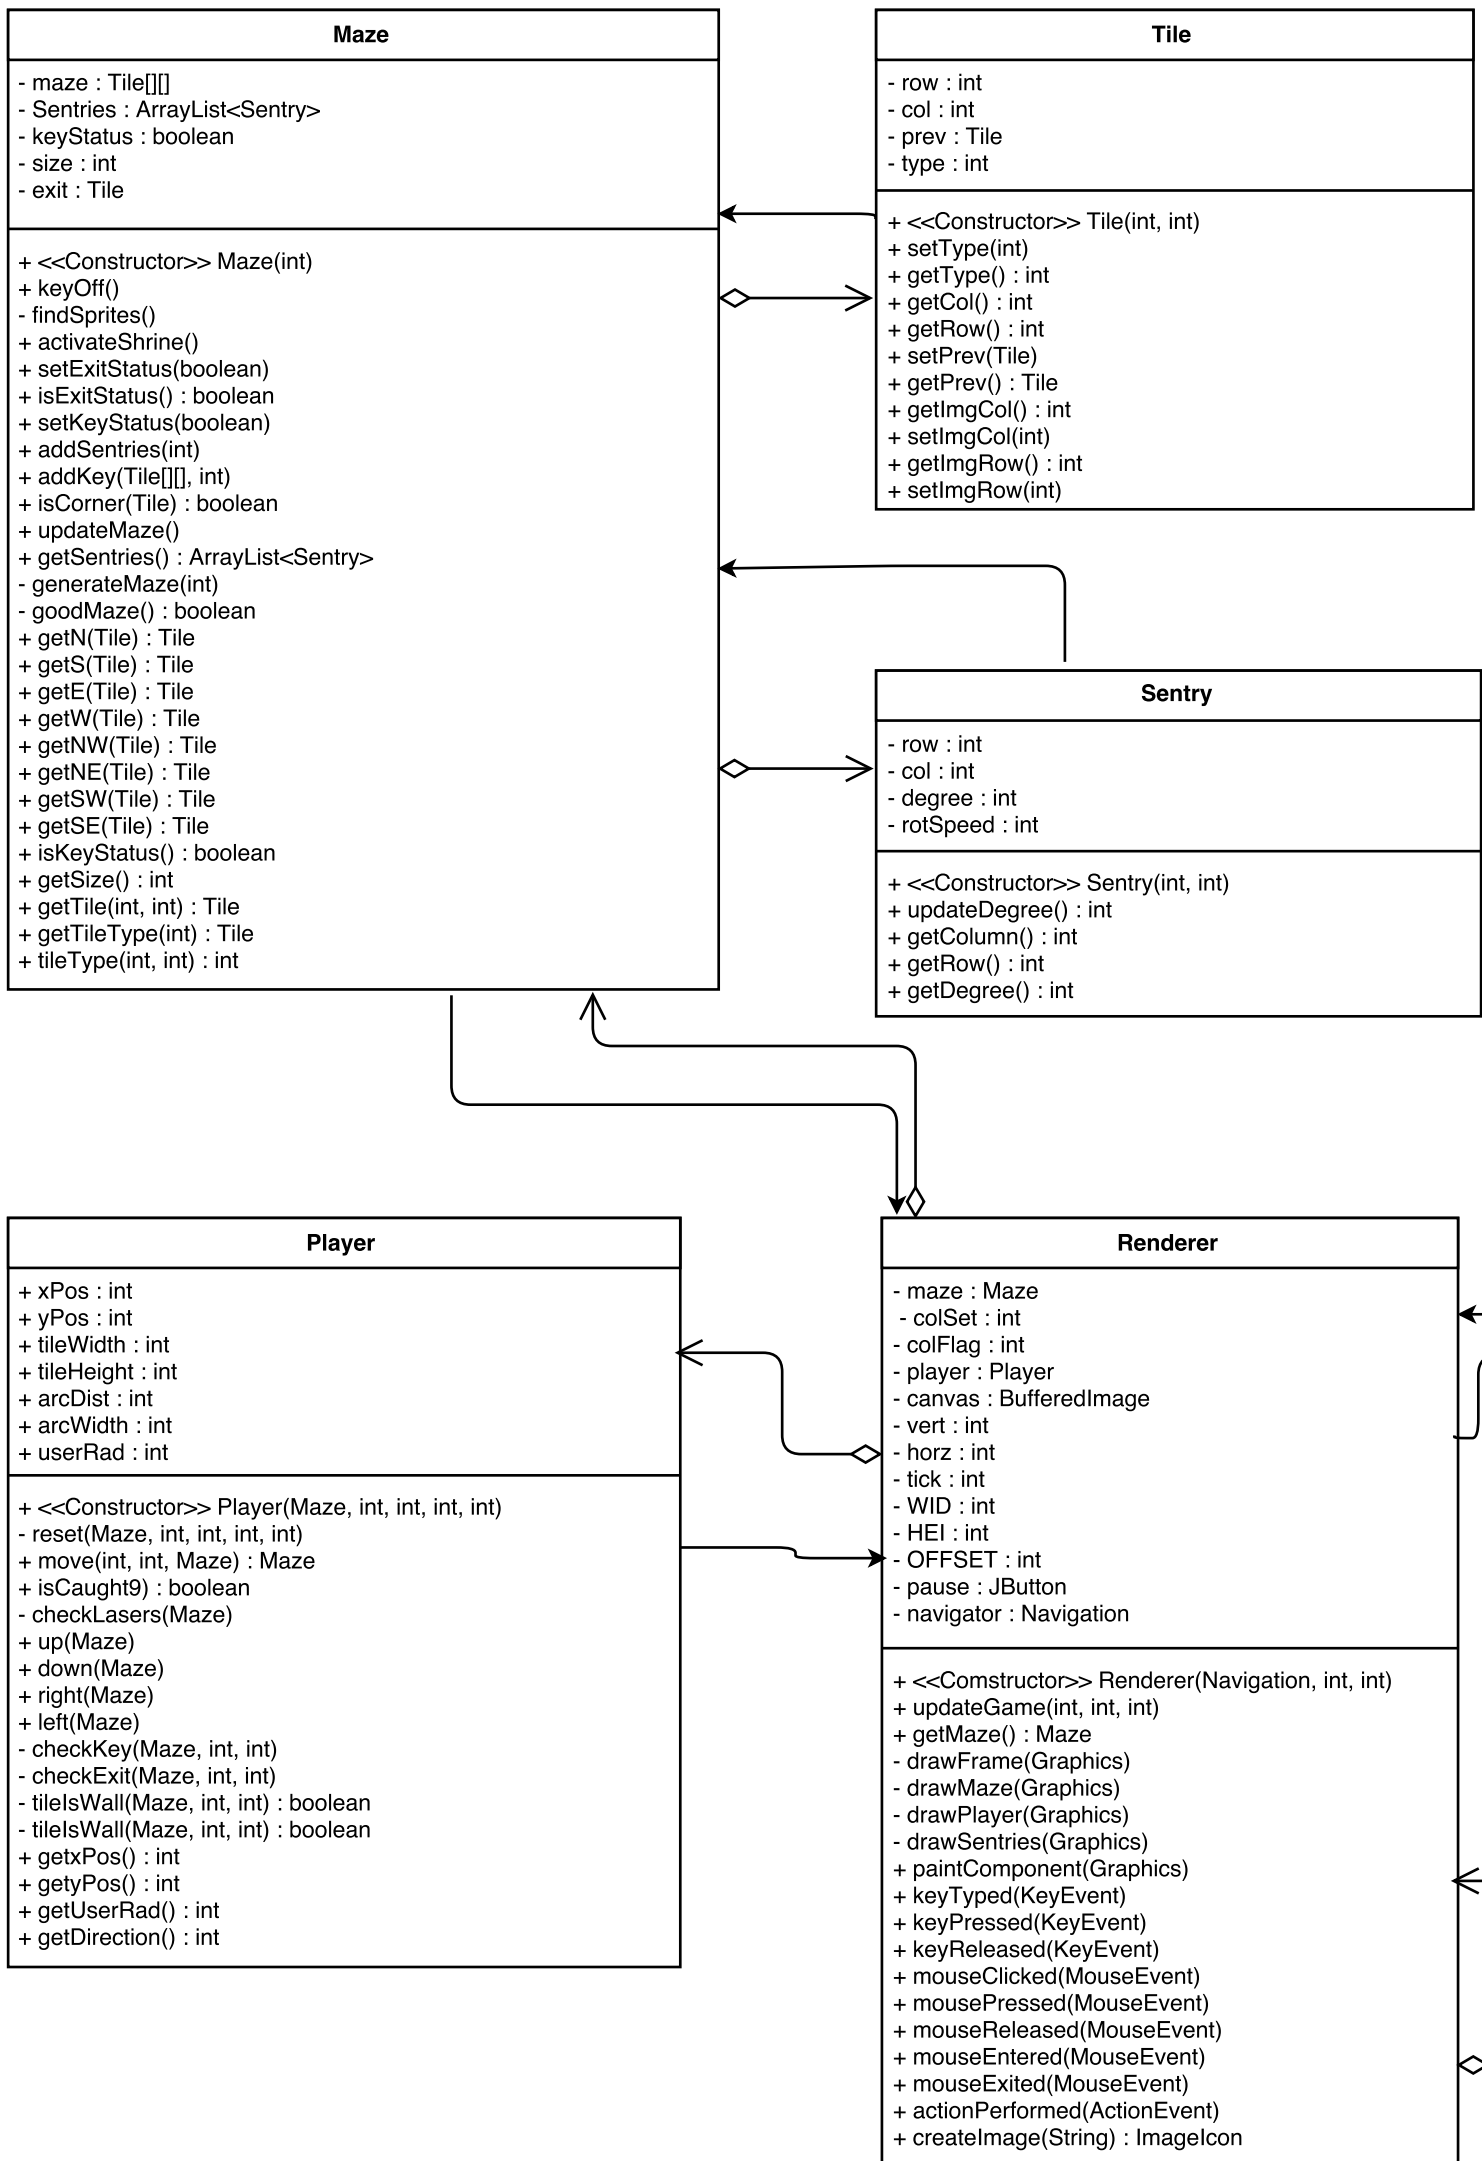 Maze
- maze : Tile[][]
- Sentries : ArrayList<Sentry>
- keyStatus : boolean
- size : int
- exit : Tile
+ <<Constructor>> Maze(int)
+ keyOff()
- findSprites()
+ activateShrine()
+ setExitStatus(boolean)
+ isExitStatus() : boolean
+ setKeyStatus(boolean)
+ addSentries(int)
+ addKey(Tile[][], int)
+ isCorner(Tile) : boolean
+ updateMaze()
+ getSentries() : ArrayList<Sentry>
- generateMaze(int)
- goodMaze() : boolean
+ getN(Tile) : Tile
+ getS(Tile) : Tile
+ getE(Tile) : Tile
+ getW(Tile) : Tile
+ getNW(Tile) : Tile
+ getNE(Tile) : Tile
+ getSW(Tile) : Tile
+ getSE(Tile) : Tile
+ isKeyStatus() : boolean
+ getSize() : int
+ getTile(int, int) : Tile
+ getTileType(int) : Tile
+ tileType(int, int) : int
Tile
- row : int
- col : int
- prev : Tile
- type : int
+ <<Constructor>> Tile(int, int)
+ setType(int)
+ getType() : int
+ getCol() : int
+ getRow() : int
+ setPrev(Tile)
+ getPrev() : Tile
+ getImgCol() : int
+ setImgCol(int)
+ getImgRow() : int
+ setImgRow(int)
Sentry
- row : int
- col : int
- degree : int
- rotSpeed : int
+ <<Constructor>> Sentry(int, int)
+ updateDegree() : int
+ getColumn() : int
+ getRow() : int
+ getDegree() : int
Player
+ xPos : int
+ yPos : int
+ tileWidth : int
+ tileHeight : int
+ arcDist : int
+ arcWidth : int
+ userRad : int
+ <<Constructor>> Player(Maze, int, int, int, int)
- reset(Maze, int, int, int, int)
+ move(int, int, Maze) : Maze
+ isCaught9) : boolean
- checkLasers(Maze)
+ up(Maze)
+ down(Maze)
+ right(Maze)
+ left(Maze)
- checkKey(Maze, int, int)
- checkExit(Maze, int, int)
- tileIsWall(Maze, int, int) : boolean
- tileIsWall(Maze, int, int) : boolean
+ getxPos() : int
+ getyPos() : int
+ getUserRad() : int
+ getDirection() : int
Renderer
- maze : Maze
- colSet : int
- colFlag : int
- player : Player
- canvas : BufferedImage
- vert : int
- horz : int
- tick : int
- WID : int
- HEI : int
- OFFSET : int
- pause : JButton
- navigator : Navigation
+ <<Comstructor>> Renderer(Navigation, int, int)
+ updateGame(int, int, int)
+ getMaze() : Maze
- drawFrame(Graphics)
- drawMaze(Graphics)
- drawPlayer(Graphics)
- drawSentries(Graphics)
+ paintComponent(Graphics)
+ keyTyped(KeyEvent)
+ keyPressed(KeyEvent)
+ keyReleased(KeyEvent)
+ mouseClicked(MouseEvent)
+ mousePressed(MouseEvent)
+ mouseReleased(MouseEvent)
+ mouseEntered(MouseEvent)
+ mouseExited(MouseEvent)
+ actionPerformed(ActionEvent)
+ createImage(String) : ImageIcon